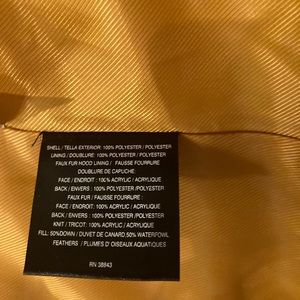 SHELL / TELLA EXTERIOR: 100% POLYESTER / POLYESTER
LINING / DOUBLURE: 100% POLYESTER / POLYESTER
FAUX FUR HOOD LINING / FAUSSE FOURRURE
DOUBLURE DE CAPUCHE:
FACE / ENDROIT : 100% ACRYLIC / ACRYLIQUE
BACK / ENVERS : 100% POLYESTER / POLYESTER
FAUX FUR / FAUSSE FOURRURE :
FACE / ENDROIT: 100% ACRYLIC / ACRYLIQUE
BACK / ENVERS : 100% POLYESTER / POLYESTER
KNIT / TRICOT: 100% ACRYLIC / ACRYLIQUE
FILL: 50%DOWN / DUVET DE CANARD 50% WATERFOWL
FEATHERS / PLUMES D' OISEAUX AQUATIQUES
RN 38843